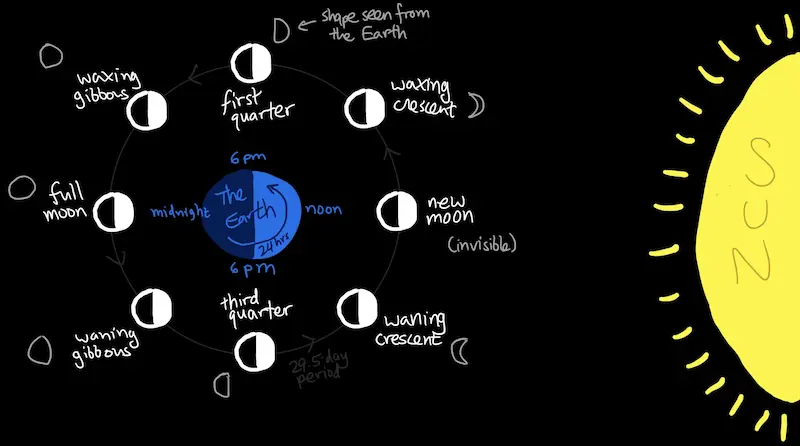 shape seen from
the Earth
waxing
gibbous
first
quarter
waxing
crescent
6 pm
full
moon
midnight
The
Earth
24 hrs
noon
new
moon
(invisible)
6 pm
third
quarter
waning
gibbous
waning
crescent
29.5-day
period
SUN